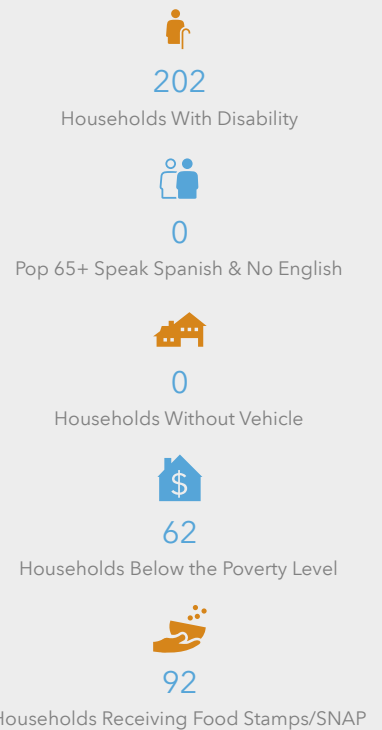 202
Households With Disability
0
Pop 65+ Speak Spanish & No English
0
Households Without Vehicle
$
62
Households Below the Poverty Level
92
Households Receiving Food Stamps/SNAP